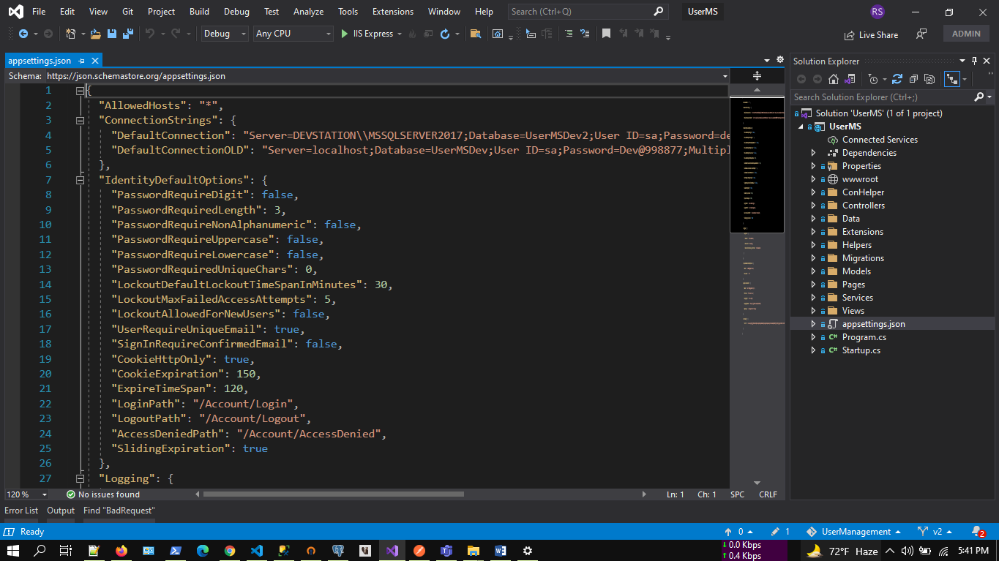 File Edit View Git Project Build Debug Test Analyze Tools Extensions Window Help Search (Ctrl+Q) UserMS RS
Debug Any CPU IIS Express Live Share ADMIN
appsettings.json
Schema: https://json.schemastore.org/appsettings.json
1 {
2 "AllowedHosts": "*",
3 "ConnectionStrings": {
4 "DefaultConnection": "Server=DEVSTATION\\MSSQLSERVER2017;Database=UserMSDev2;User ID=sa;Password=de
5 "DefaultConnectionOLD": "Server=localhost;Database=UserMSDev;User ID=sa;Password=Dev@998877;Multipl
6 },
7 "IdentityDefaultOptions": {
8 "PasswordRequireDigit": false,
9 "PasswordRequiredLength": 3,
10 "PasswordRequireNonAlphanumeric": false,
11 "PasswordRequireUppercase": false,
12 "PasswordRequireLowercase": false,
13 "PasswordRequiredUniqueChars": 0,
14 "LockoutDefaultLockoutTimeSpanInMinutes": 30,
15 "LockoutMaxFailedAccessAttempts": 5,
16 "LockoutAllowedForNewUsers": false,
17 "UserRequireUniqueEmail": true,
18 "SignInRequireConfirmedEmail": false,
19 "CookieHttpOnly": true,
20 "CookieExpiration": 150,
21 "ExpireTimeSpan": 120,
22 "LoginPath": "/Account/Login",
23 "LogoutPath": "/Account/Logout",
24 "AccessDeniedPath": "/Account/AccessDenied",
25 "SlidingExpiration": true
26 },
27 "Logging": {
120 % No issues found Ln: 1 Ch: 1 SPC CRLF
Solution Explorer
Search Solution Explorer (Ctrl+;)
Solution 'UserMS' (1 of 1 project)
UserMS
Connected Services
Dependencies
Properties
wwwroot
ConHelper
Controllers
Data
Extensions
Helpers
Migrations
Models
Pages
Services
Views
appsettings.json
C# Program.cs
C# Startup.cs
Error List Output Find "BadRequest"
Ready 0 1 UserManagement v2 2
0.0 Kbps
0.4 Kbps
72°F Haze 5:41 PM